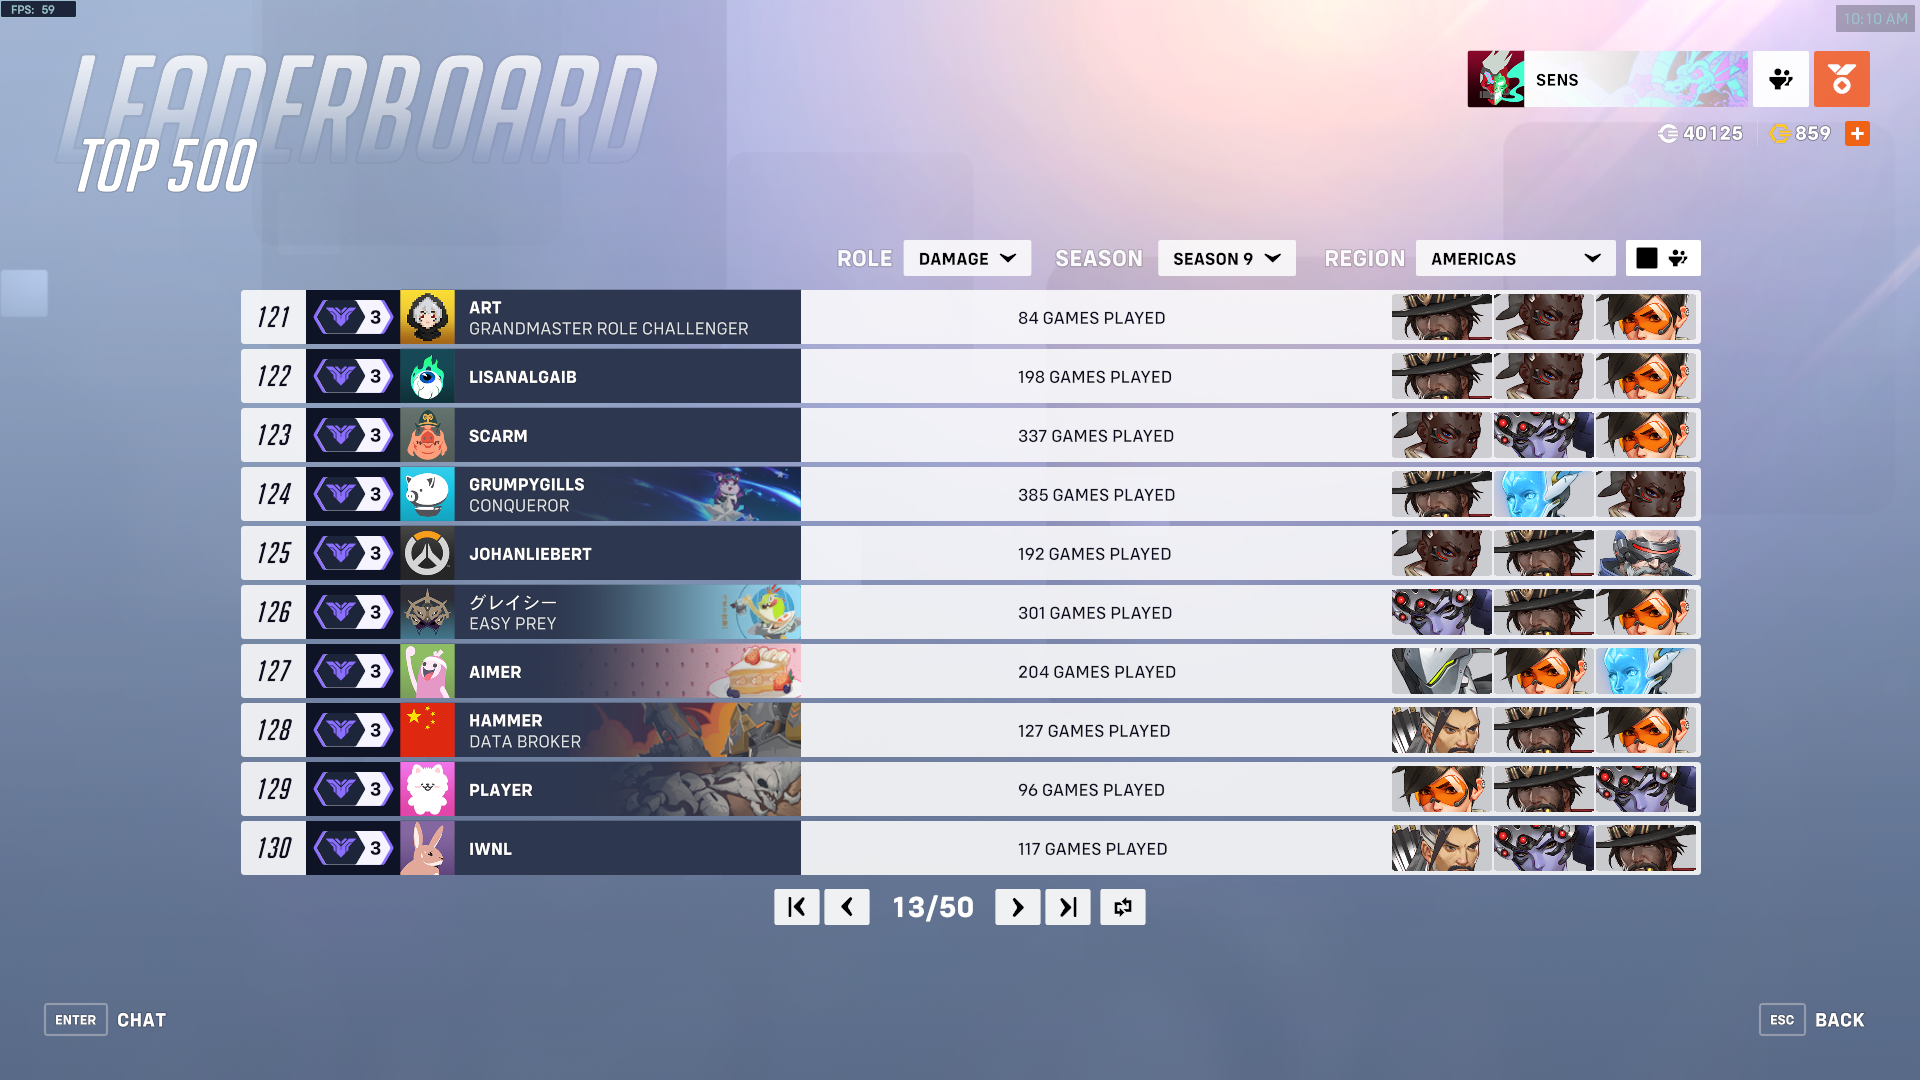 FPS: 59
10:10 AM
LEADERBOARD
TOP 500
SENS
40125
859
ROLE DAMAGE SEASON SEASON 9 REGION AMERICAS
121 3 ART 84 GAMES PLAYED
GRANDMASTER ROLE CHALLENGER
122 3 LISANALGAIB 198 GAMES PLAYED
123 3 SCARM 337 GAMES PLAYED
124 3 GRUMPYGILLS 385 GAMES PLAYED
CONQUEROR
125 3 JOHANLIEBERT 192 GAMES PLAYED
126 3 グレイシー 301 GAMES PLAYED
EASY PREY
127 3 AIMER 204 GAMES PLAYED
128 3 HAMMER 127 GAMES PLAYED
DATA BROKER
129 3 PLAYER 96 GAMES PLAYED
130 3 IWNL 117 GAMES PLAYED
13/50
ENTER CHAT
ESC BACK